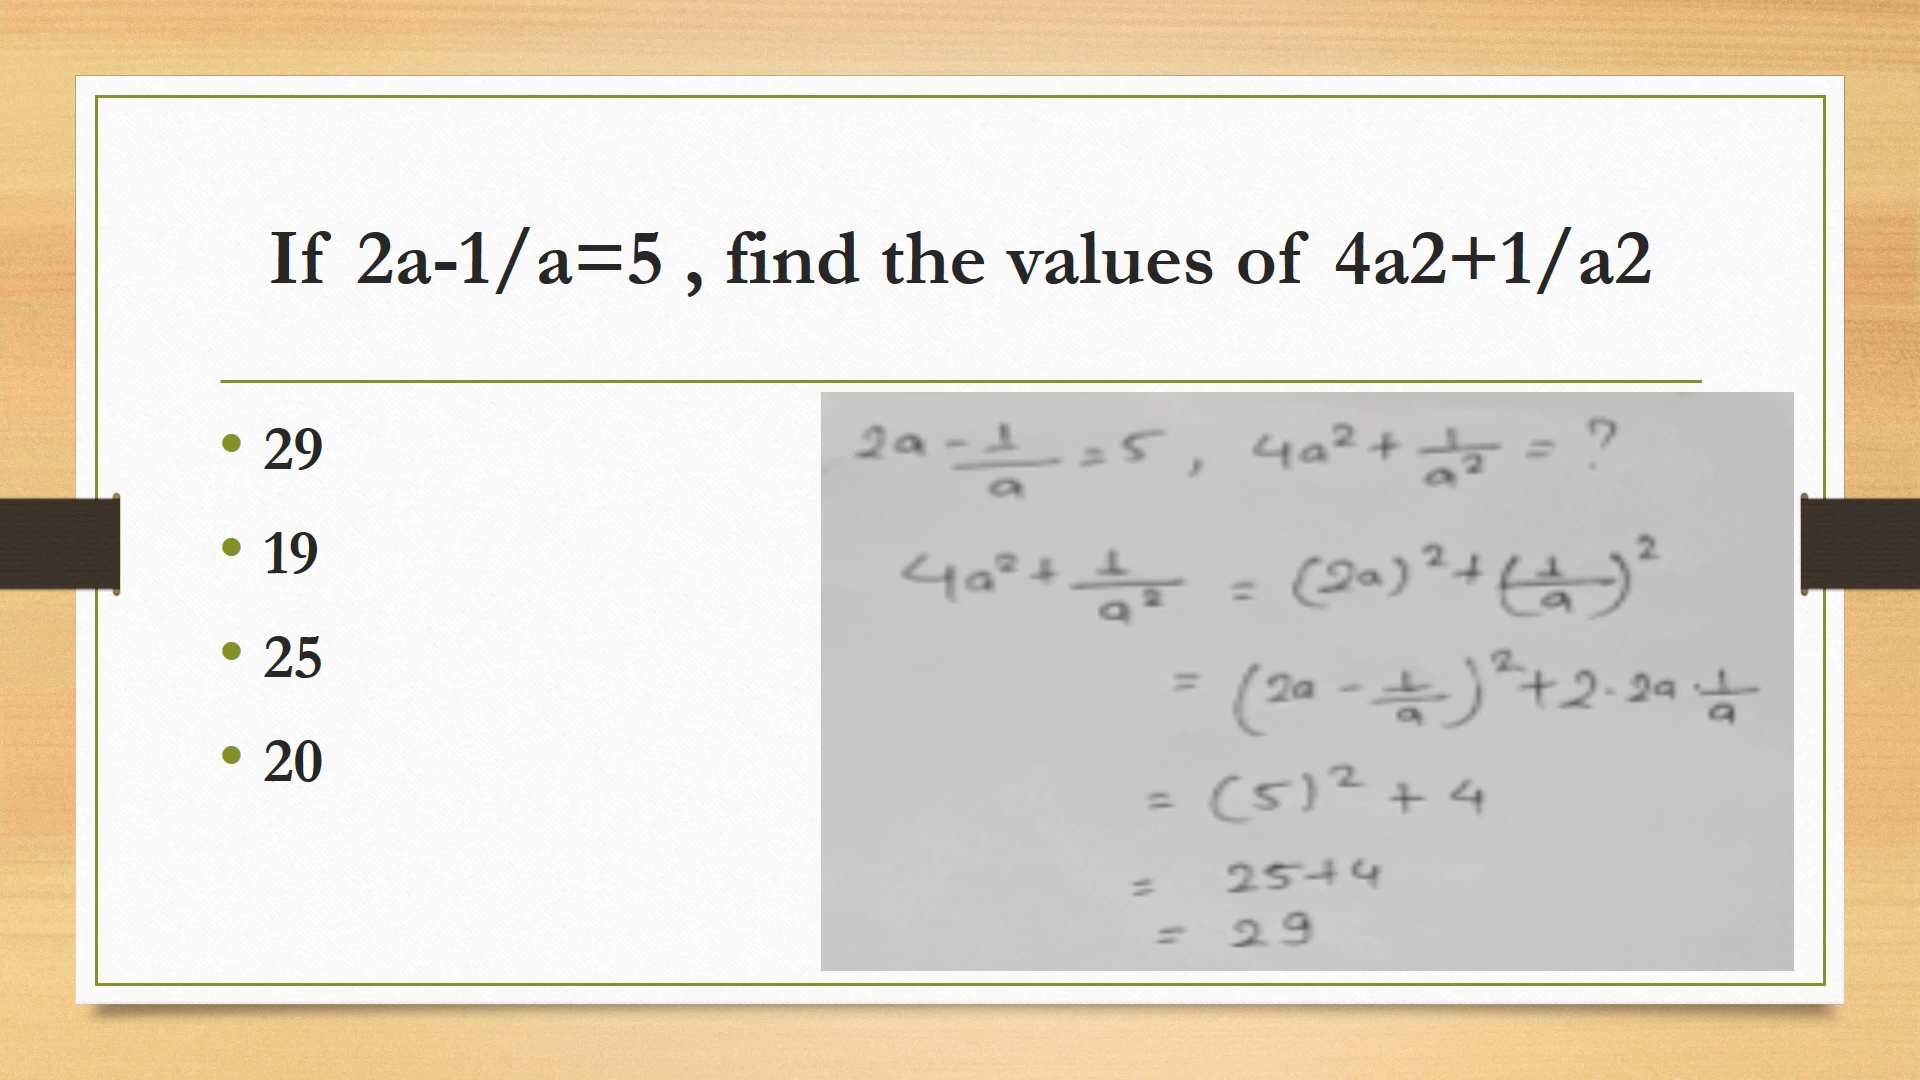 If 2a-1/a=5 , find the values of 4a2+1/a2
• 29
• 19
• 25
• 20
2a - 1/a = 5 , 4a² + 1/a² = ?
4a² + 1/a² = (2a)² + (1/a)²
= (2a - 1/a)² + 2 · 2a · 1/a
= (5)² + 4
= 25+4
= 29